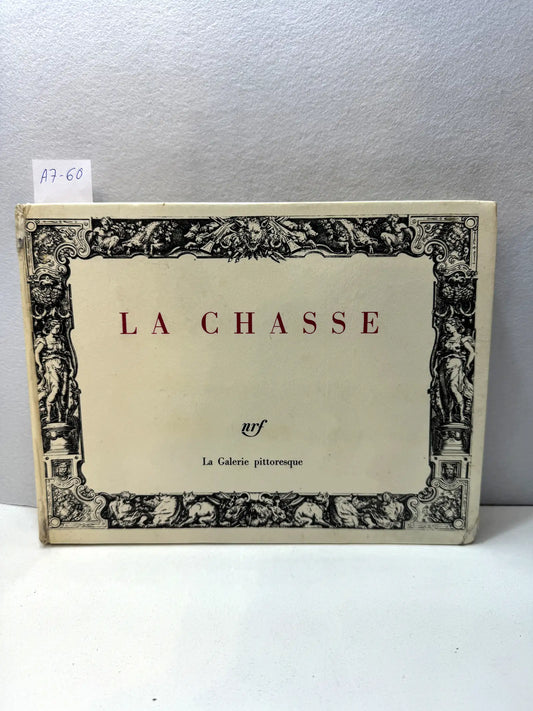 A7-60
LA CHASSE
nrf
La Galerie pittoresque